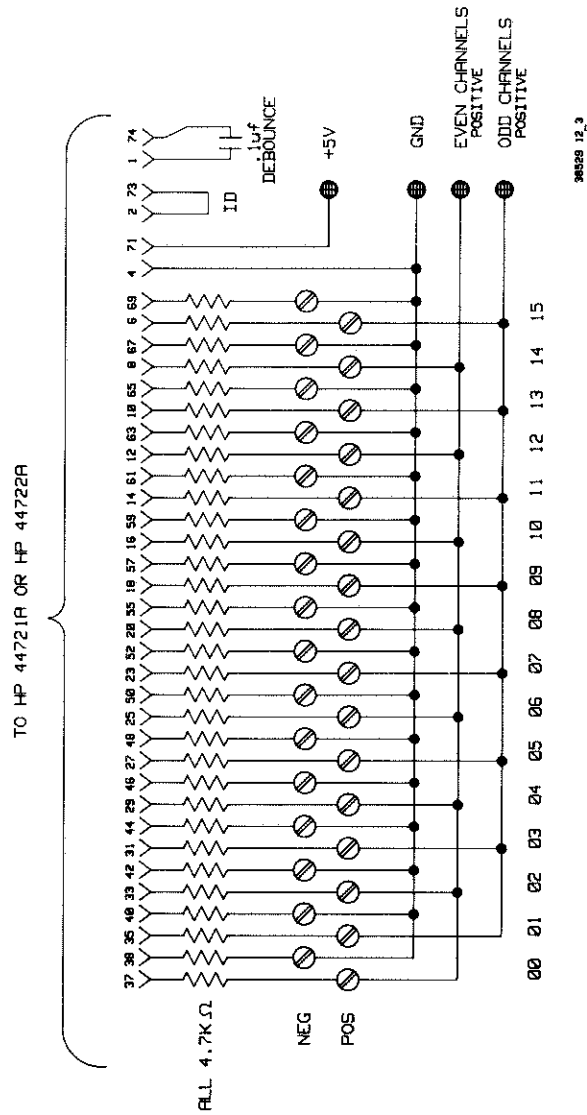 TO HP 44721A OR HP 44722A
37 38 35 40 33 42 31 44 29 46 27 48 25 50 23 52 20 55 18 57 16 59 14 61 12 63 10 65 8 67 6 69 4 71 2 73 1 74
ALL 4.7K Ω
ID
.1uf
DEBOUNCE
NEG
+5V
POS
GND
EVEN CHANNELS
POSITIVE
ODD CHANNELS
POSITIVE
00 01 02 03 04 05 06 07 08 09 10 11 12 13 14 15
38529 12_3